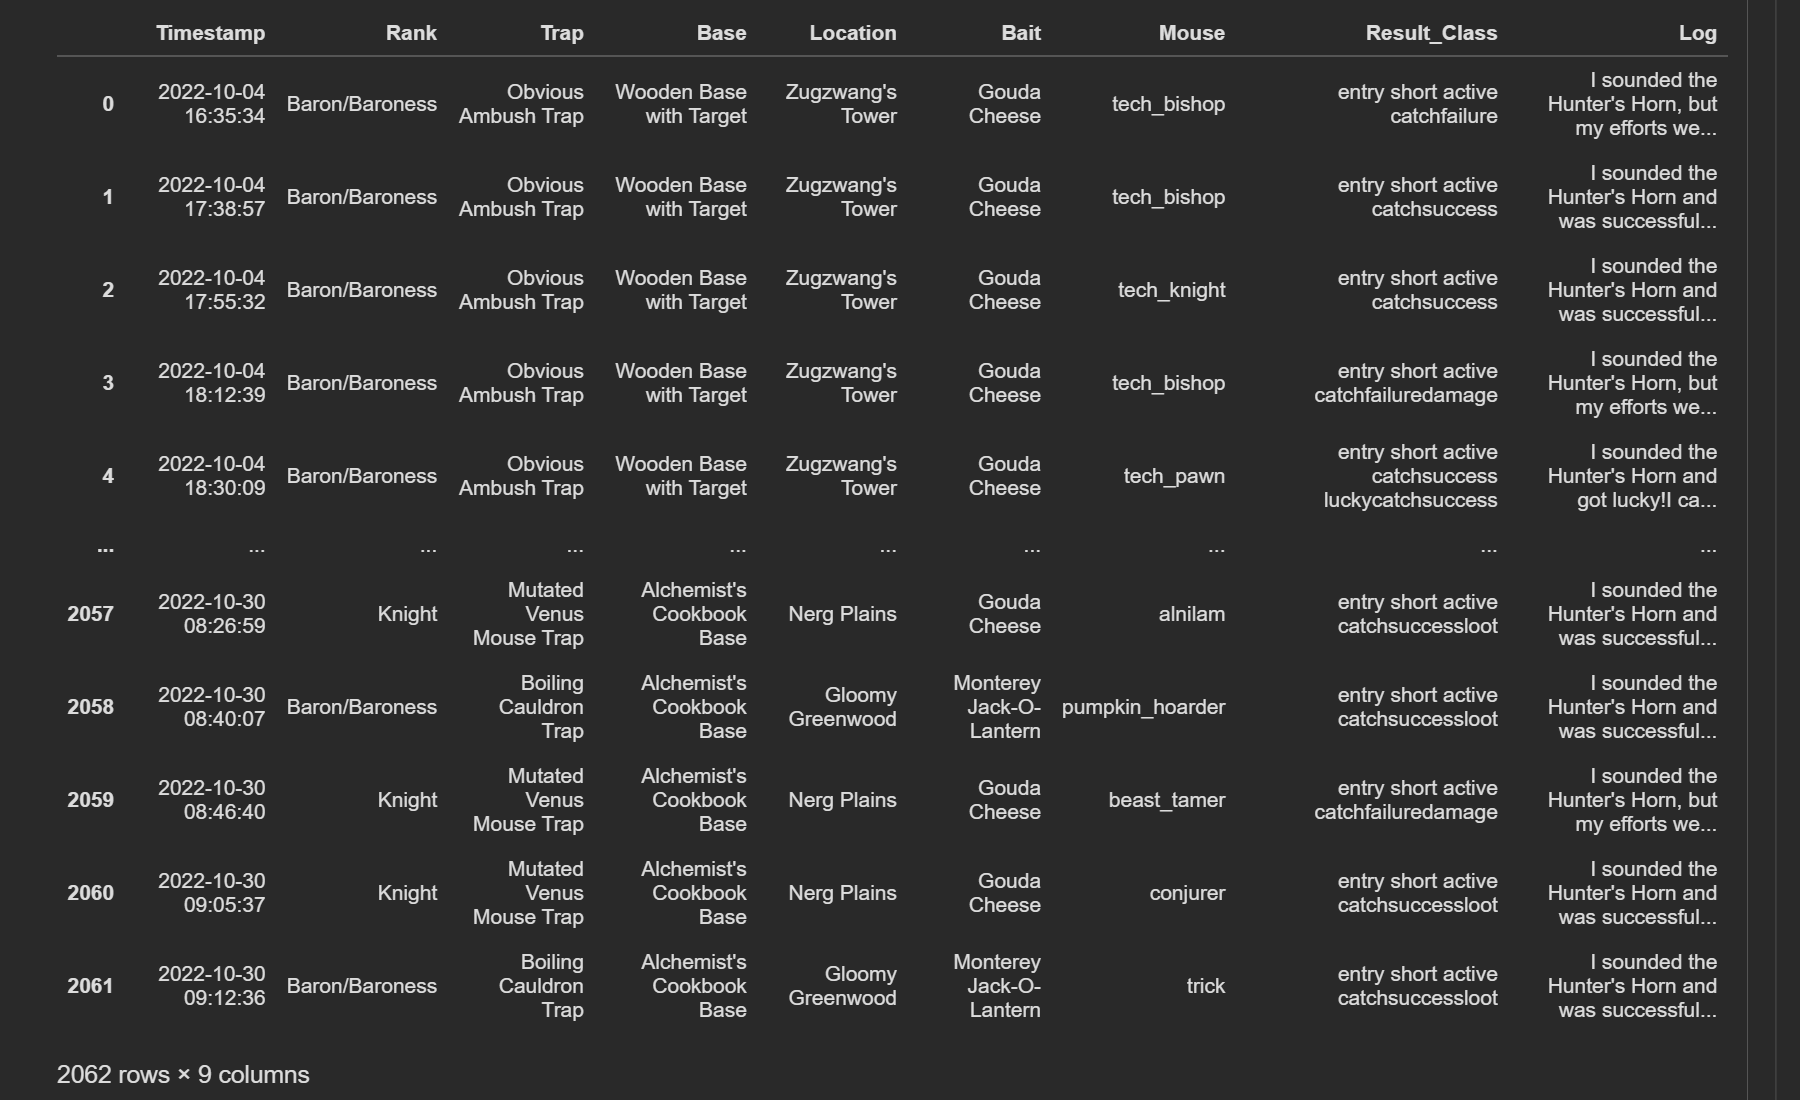 Timestamp Rank Trap Base Location Bait Mouse Result_Class Log
0 2022-10-04 16:35:34 Baron/Baroness Obvious Ambush Trap Wooden Base with Target Zugzwang's Tower Gouda Cheese tech_bishop entry short active catchfailure I sounded the Hunter's Horn, but my efforts we...
1 2022-10-04 17:38:57 Baron/Baroness Obvious Ambush Trap Wooden Base with Target Zugzwang's Tower Gouda Cheese tech_bishop entry short active catchsuccess I sounded the Hunter's Horn and was successful...
2 2022-10-04 17:55:32 Baron/Baroness Obvious Ambush Trap Wooden Base with Target Zugzwang's Tower Gouda Cheese tech_knight entry short active catchsuccess I sounded the Hunter's Horn and was successful...
3 2022-10-04 18:12:39 Baron/Baroness Obvious Ambush Trap Wooden Base with Target Zugzwang's Tower Gouda Cheese tech_bishop entry short active catchfailuredamage I sounded the Hunter's Horn, but my efforts we...
4 2022-10-04 18:30:09 Baron/Baroness Obvious Ambush Trap Wooden Base with Target Zugzwang's Tower Gouda Cheese tech_pawn entry short active catchsuccess luckycatchsuccess I sounded the Hunter's Horn and got lucky!I ca...
... ... ... ... ... ... ... ... ... ...
2057 2022-10-30 08:26:59 Knight Mutated Venus Mouse Trap Alchemist's Cookbook Base Nerg Plains Gouda Cheese alnilam entry short active catchsuccessloot I sounded the Hunter's Horn and was successful...
2058 2022-10-30 08:40:07 Baron/Baroness Boiling Cauldron Trap Alchemist's Cookbook Base Gloomy Greenwood Monterey Jack-O-Lantern pumpkin_hoarder entry short active catchsuccessloot I sounded the Hunter's Horn and was successful...
2059 2022-10-30 08:46:40 Knight Mutated Venus Mouse Trap Alchemist's Cookbook Base Nerg Plains Gouda Cheese beast_tamer entry short active catchfailuredamage I sounded the Hunter's Horn, but my efforts we...
2060 2022-10-30 09:05:37 Knight Mutated Venus Mouse Trap Alchemist's Cookbook Base Nerg Plains Gouda Cheese conjurer entry short active catchsuccessloot I sounded the Hunter's Horn and was successful...
2061 2022-10-30 09:12:36 Baron/Baroness Boiling Cauldron Trap Alchemist's Cookbook Base Gloomy Greenwood Monterey Jack-O-Lantern trick entry short active catchsuccessloot I sounded the Hunter's Horn and was successful...
2062 rows × 9 columns